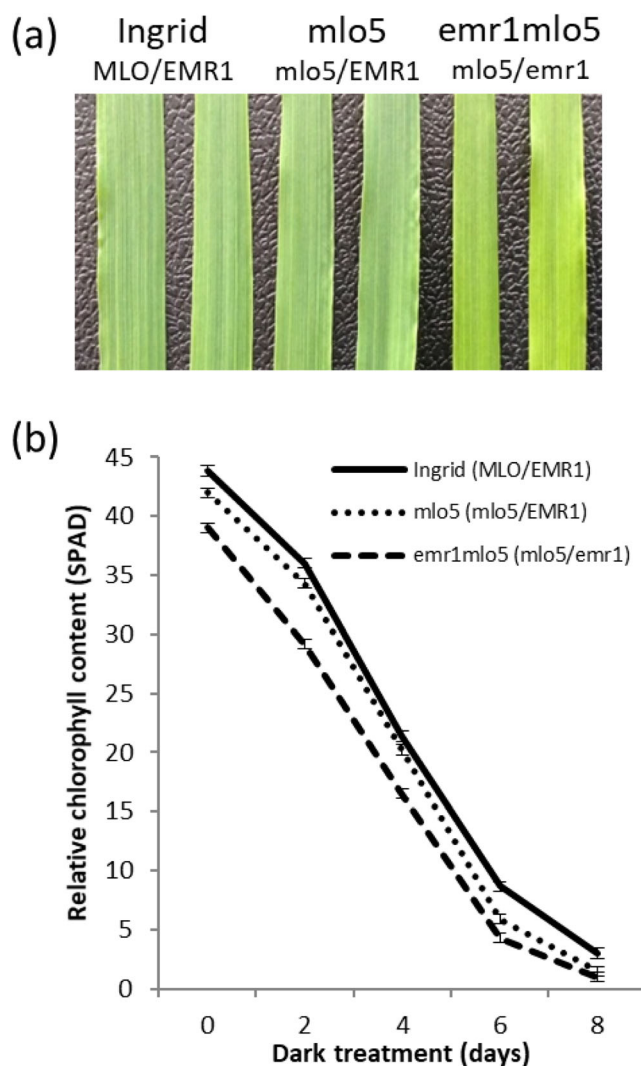 (a)
Ingrid mlo5 emr1mlo5
MLO/EMR1 mlo5/EMR1 mlo5/emr1
(b)
Relative chlorophyll content (SPAD)
45
40
35
30
25
20
15
10
5
0
Ingrid (MLO/EMR1)
mlo5 (mlo5/EMR1)
emr1mlo5 (mlo5/emr1)
0 2 4 6 8
Dark treatment (days)